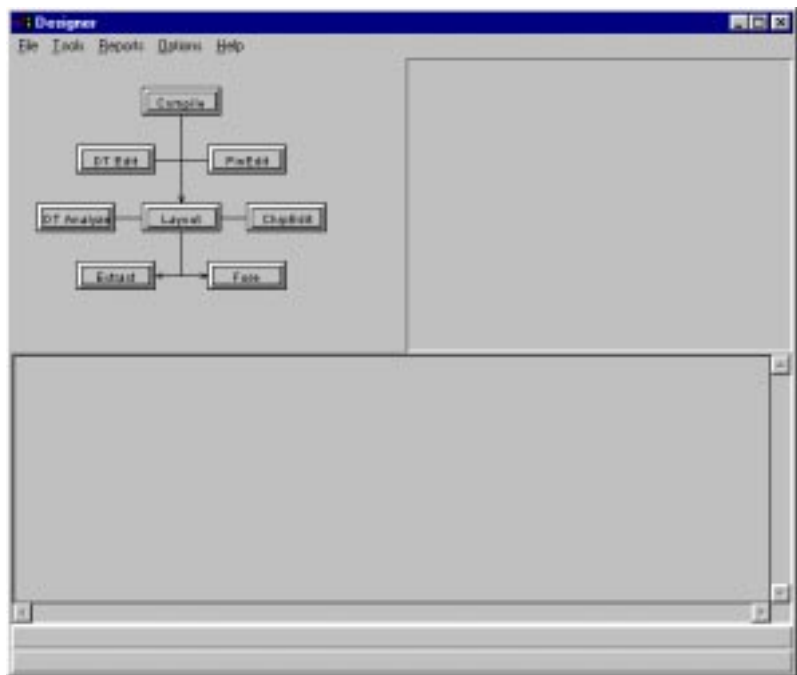 Designer
File Tools Reports Options Help
Compile
DT Edit PinEdit
DT Analyze Layout ChipEdit
Extract Fuse